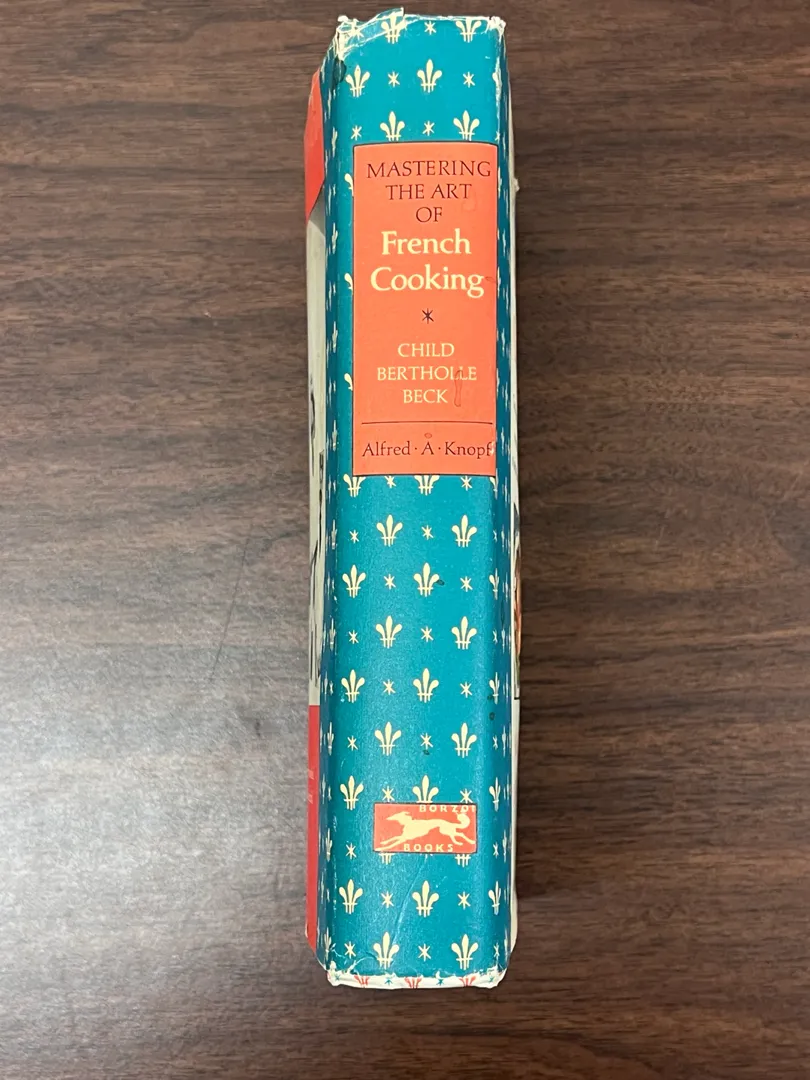 MASTERING
THE ART
OF
French
Cooking
CHILD
BERTHOLLE
BECK
Alfred · A · Knopf
BORZOI
BOOKS